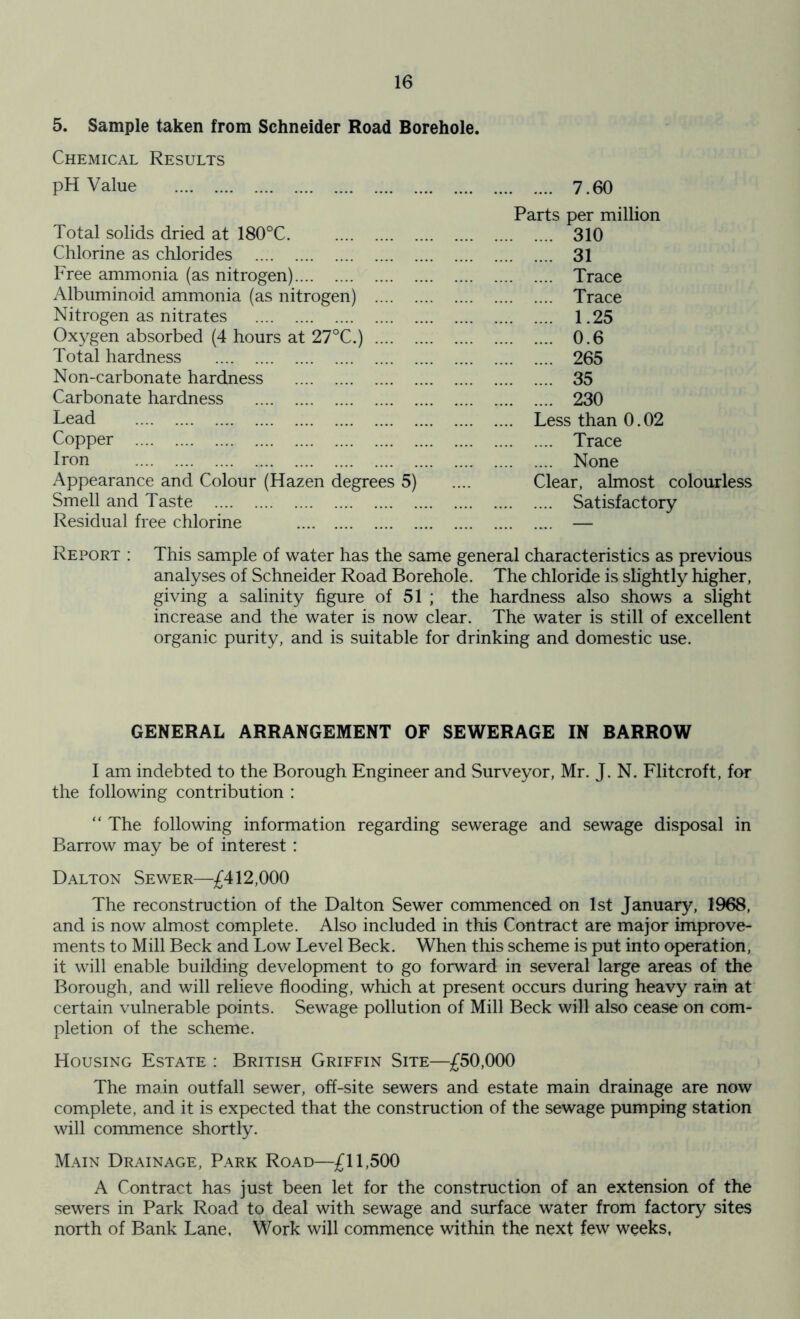 16
5. Sample taken from Schneider Road Borehole.
Chemical Results
pH Value .... .... .... .... .... .... .... .... .... .... 7.60
Parts per million
Total solids dried at 180°C. .... .... .... .... .... .... 310
Chlorine as chlorides .... .... .... .... .... .... .... .... 31
Free ammonia (as nitrogen).... .... .... .... .... .... .... Trace
Albuminoid ammonia (as nitrogen) .... .... .... .... .... Trace
Nitrogen as nitrates .... .... .... .... .... .... .... .... 1.25
Oxygen absorbed (4 hours at 27°C.) .... .... .... .... .... 0.6
Total hardness .... .... .... .... .... .... .... .... .... 265
Non-carbonate hardness .... .... .... .... .... .... .... 35
Carbonate hardness .... .... .... .... .... .... .... .... 230
Lead .... .... .... .... .... .... .... .... .... Less than 0.02
Copper .... .... .... .... .... .... .... .... .... .... Trace
Iron .... .... .... .... .... .... .... .... .... .... None
Appearance and Colour (Hazen degrees 5) .... Clear, almost colourless
Smell and Taste .... .... .... .... .... .... .... .... .... Satisfactory
Residual free chlorine .... .... .... .... .... .... .... —
Report : This sample of water has the same general characteristics as previous
analyses of Schneider Road Borehole. The chloride is slightly higher,
giving a salinity figure of 51 ; the hardness also shows a slight
increase and the water is now clear. The water is still of excellent
organic purity, and is suitable for drinking and domestic use.
GENERAL ARRANGEMENT OF SEWERAGE IN BARROW
I am indebted to the Borough Engineer and Surveyor, Mr. J. N. Flitcroft, for
the following contribution :
“ The following information regarding sewerage and sewage disposal in
Barrow may be of interest :
Dalton Sewer—£412,000
The reconstruction of the Dalton Sewer commenced on 1st January, 1968,
and is now almost complete. Also included in this Contract are major improve-
ments to Mill Beck and Low Level Beck. When this scheme is put into operation,
it will enable building development to go forward in several large areas of the
Borough, and will relieve flooding, which at present occurs during heavy rain at
certain vulnerable points. Sewage pollution of Mill Beck will also cease on com-
pletion of the scheme.
Housing Estate : British Griffin Site—£50,000
The main outfall sewer, off-site sewers and estate main drainage are now
complete, and it is expected that the construction of the sewage pumping station
will commence shortly.
Main Drainage, Park Road—£11,500
A Contract has just been let for the construction of an extension of the
sewers in Park Road to deal with sewage and surface water from factory sites
north of Bank Lane, Work will commence within the next few weeks,